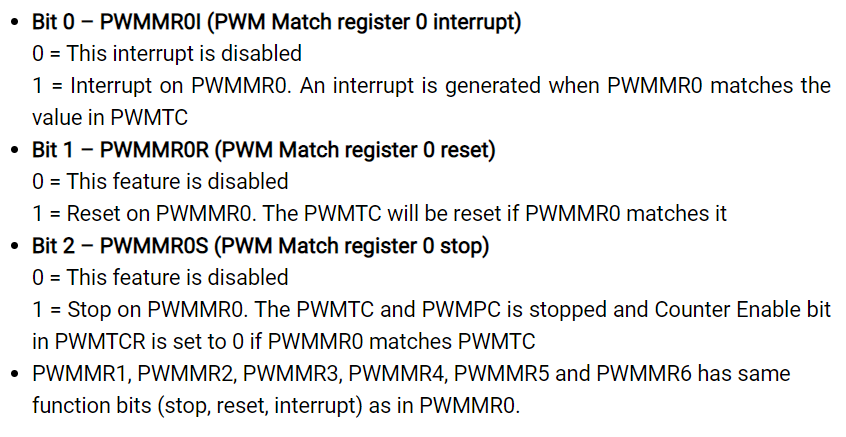 • Bit 0 – PWMMR0I (PWM Match register 0 interrupt)
0 = This interrupt is disabled
1 = Interrupt on PWMMR0. An interrupt is generated when PWMMR0 matches the
value in PWMTC
• Bit 1 – PWMMR0R (PWM Match register 0 reset)
0 = This feature is disabled
1 = Reset on PWMMR0. The PWMTC will be reset if PWMMR0 matches it
• Bit 2 – PWMMR0S (PWM Match register 0 stop)
0 = This feature is disabled
1 = Stop on PWMMR0. The PWMTC and PWMPC is stopped and Counter Enable bit
in PWMTCR is set to 0 if PWMMR0 matches PWMTC
• PWMMR1, PWMMR2, PWMMR3, PWMMR4, PWMMR5 and PWMMR6 has same
function bits (stop, reset, interrupt) as in PWMMR0.